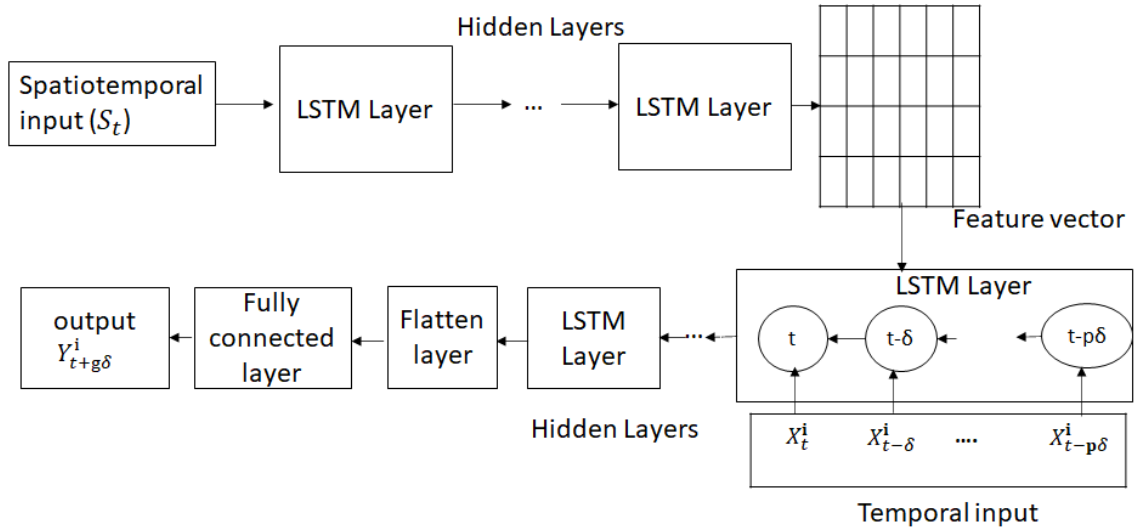 Hidden Layers
Spatiotemporal
input (S_t)
LSTM Layer
...
LSTM Layer
Feature vector
LSTM Layer
t
t-δ
t-pδ
output
Y^i_{t+gδ}
Fully
connected
layer
Flatten
layer
LSTM
Layer
...
Hidden Layers
X^i_t X^i_{t-δ} .... X^i_{t-pδ}
Temporal input